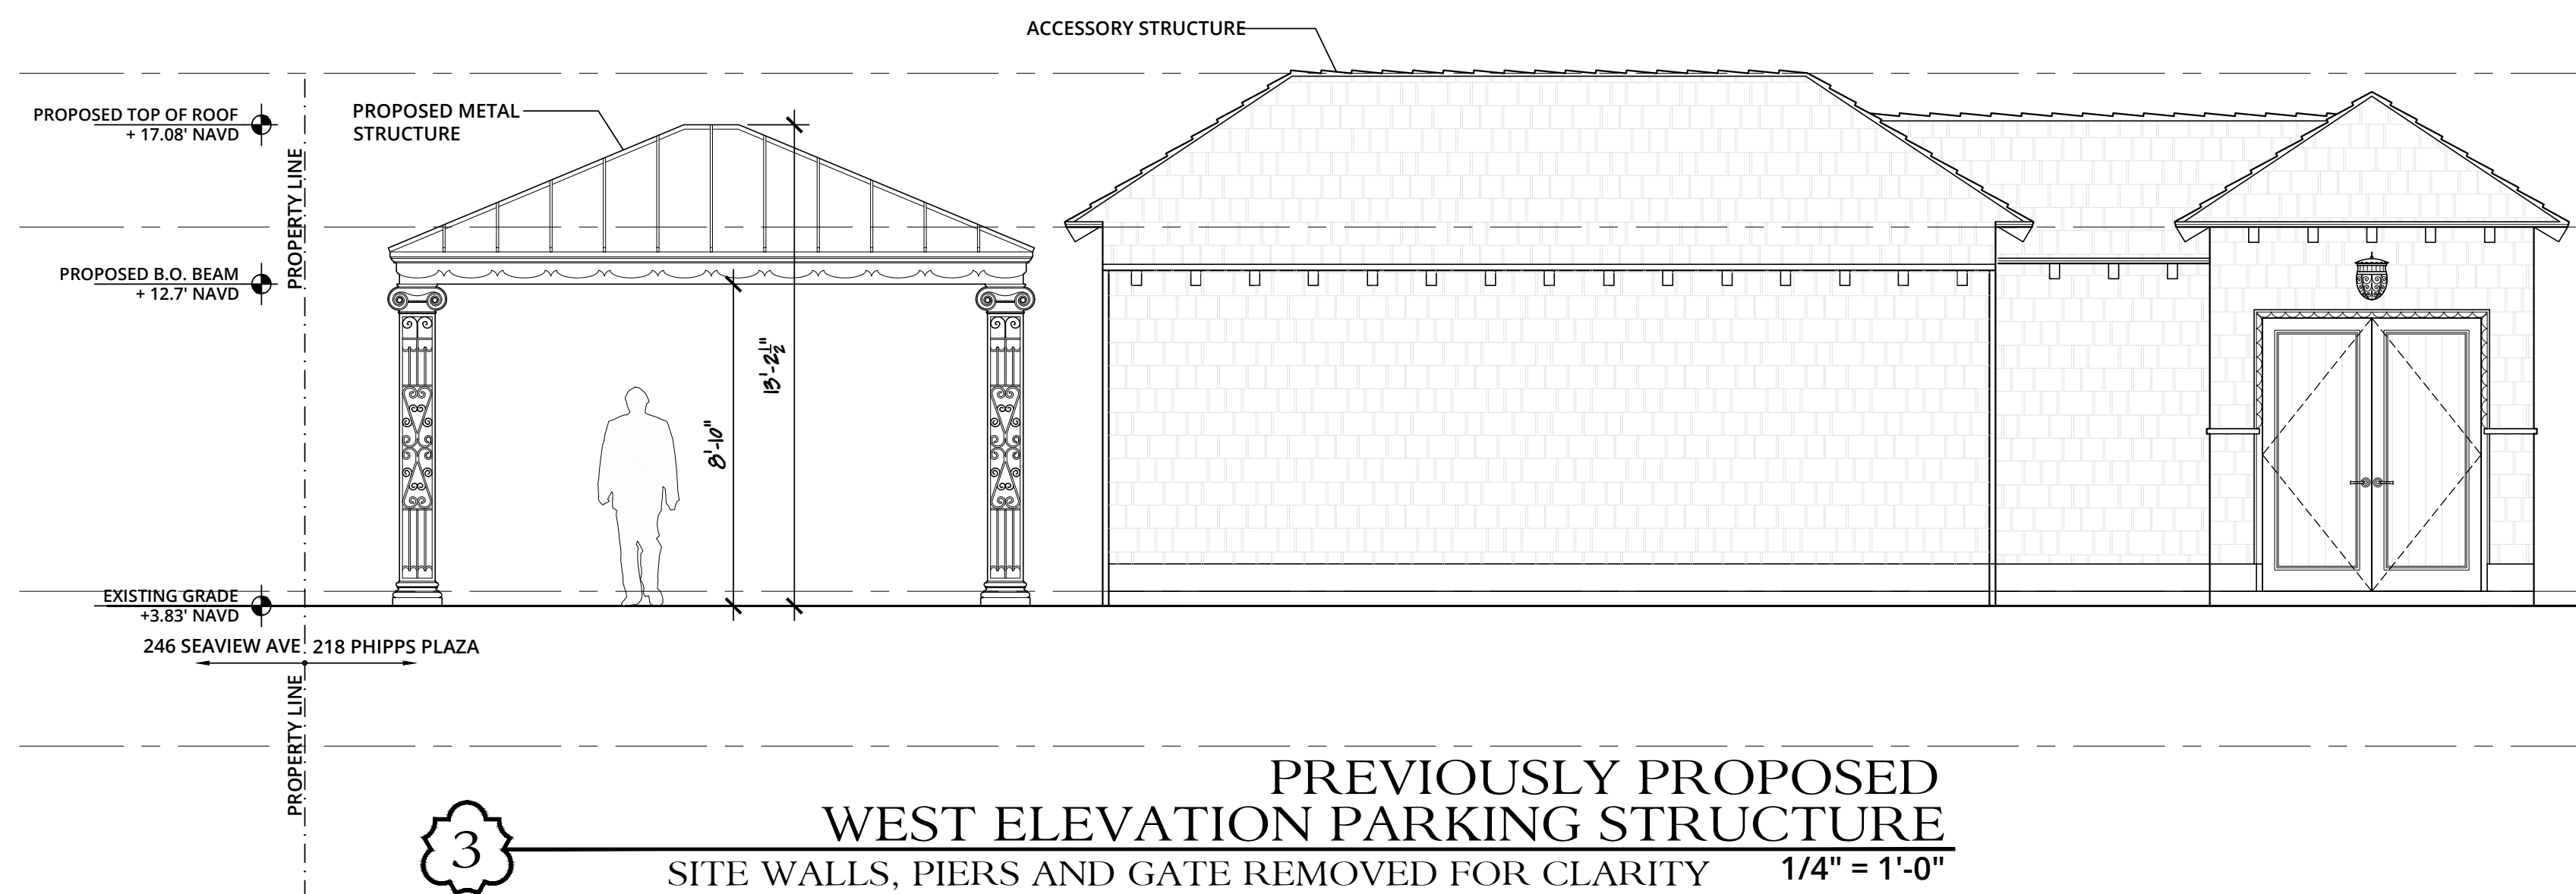 ACCESSORY STRUCTURE
PROPOSED TOP OF ROOF
+ 17.08' NAVD
PROPERTY LINE
PROPOSED METAL
STRUCTURE
PROPOSED B.O. BEAM
+ 12.7' NAVD
13'-2 1/2"
8'-10"
EXISTING GRADE
+3.83' NAVD
246 SEAVIEW AVE
218 PHIPPS PLAZA
PROPERTY LINE
PREVIOUSLY PROPOSED
WEST ELEVATION PARKING STRUCTURE
3
SITE WALLS, PIERS AND GATE REMOVED FOR CLARITY
1/4" = 1'-0"